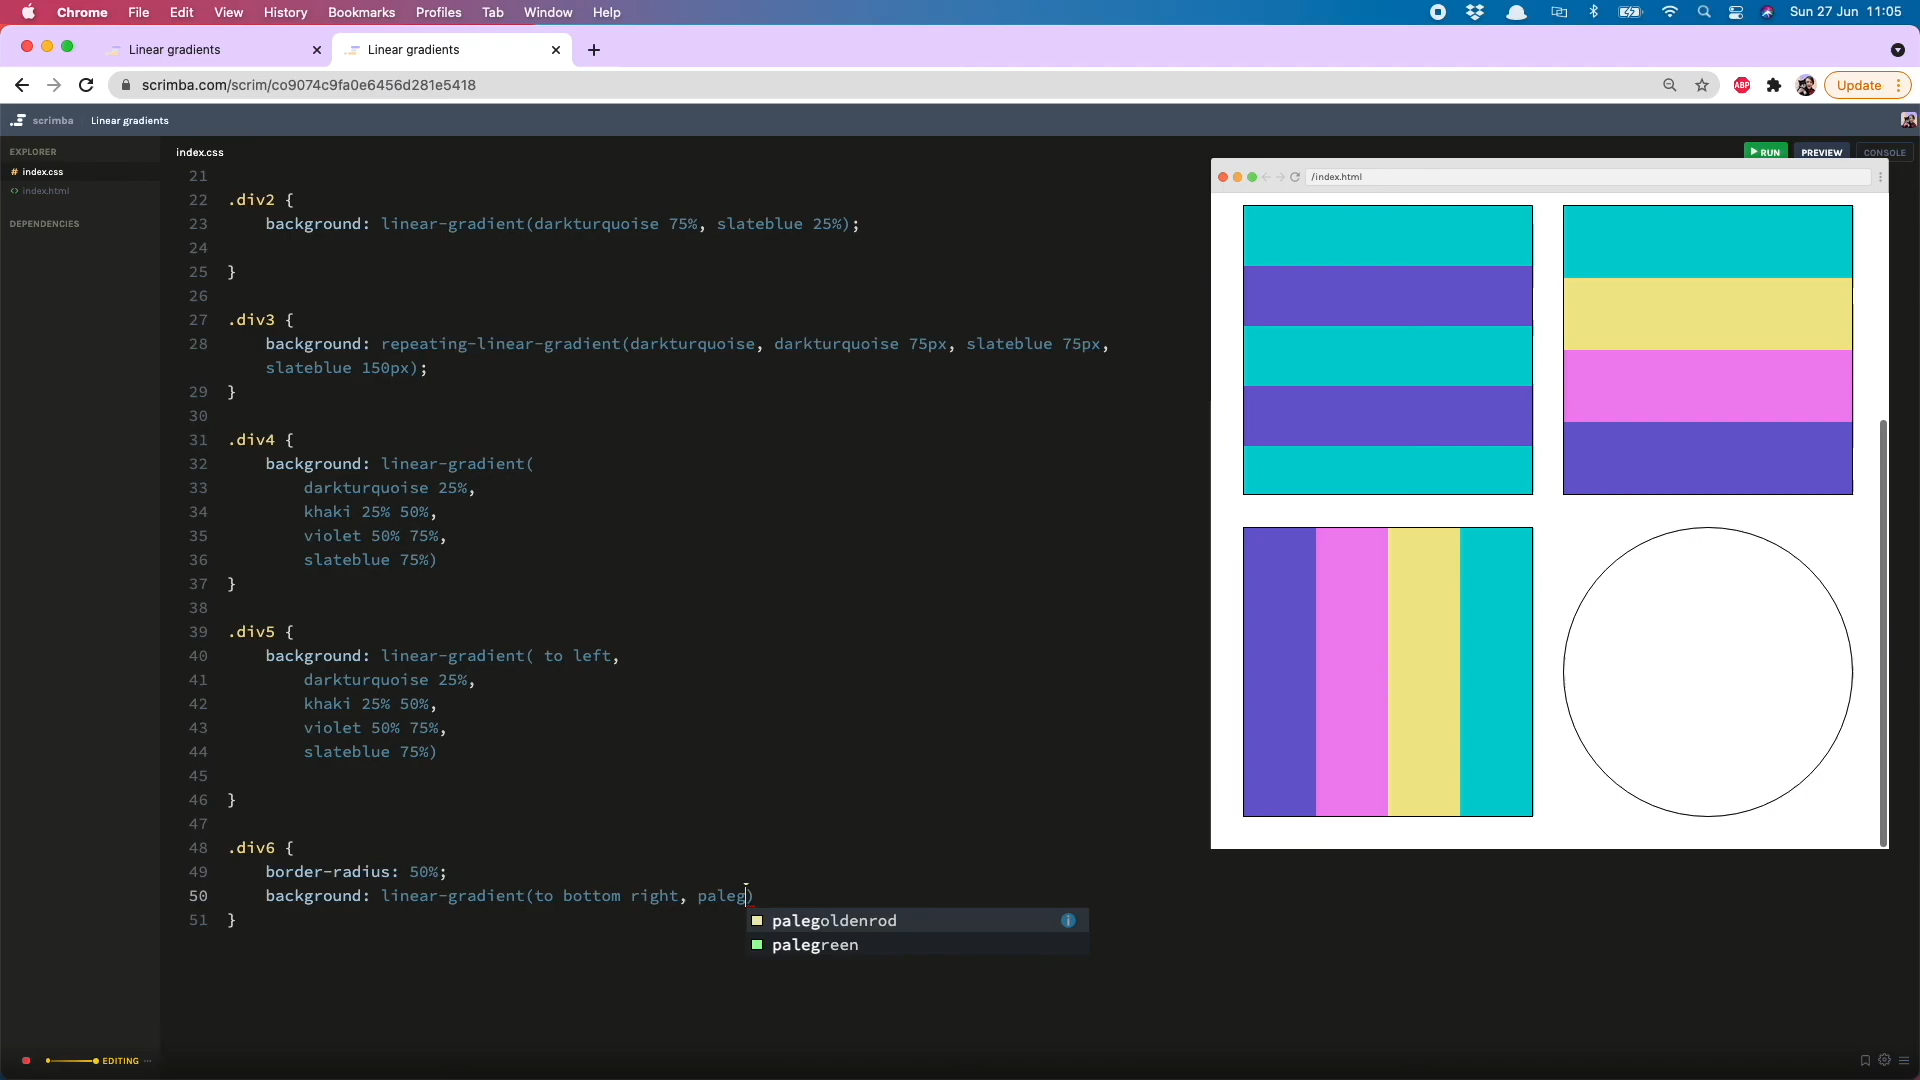 Chrome File Edit View History Bookmarks Profiles Tab Window Help Sun 27 Jun 11:05
Linear gradients Linear gradients
scrimba.com/scrim/co9074c9fa0e6456d281e5418 ABP Update
scrimba Linear gradients
EXPLORER index.css RUN PREVIEW CONSOLE
# index.css
<> index.html
DEPENDENCIES
/index.html
21
22 .div2 {
23 background: linear-gradient(darkturquoise 75%, slateblue 25%);
24
25 }
26
27 .div3 {
28 background: repeating-linear-gradient(darkturquoise, darkturquoise 75px, slateblue 75px,
slateblue 150px);
29 }
30
31 .div4 {
32 background: linear-gradient(
33 darkturquoise 25%,
34 khaki 25% 50%,
35 violet 50% 75%,
36 slateblue 75%)
37 }
38
39 .div5 {
40 background: linear-gradient( to left,
41 darkturquoise 25%,
42 khaki 25% 50%,
43 violet 50% 75%,
44 slateblue 75%)
45
46 }
47
48 .div6 {
49 border-radius: 50%;
50 background: linear-gradient(to bottom right, paleg)
51 }
palegoldenrod
palegreen
EDITING ...